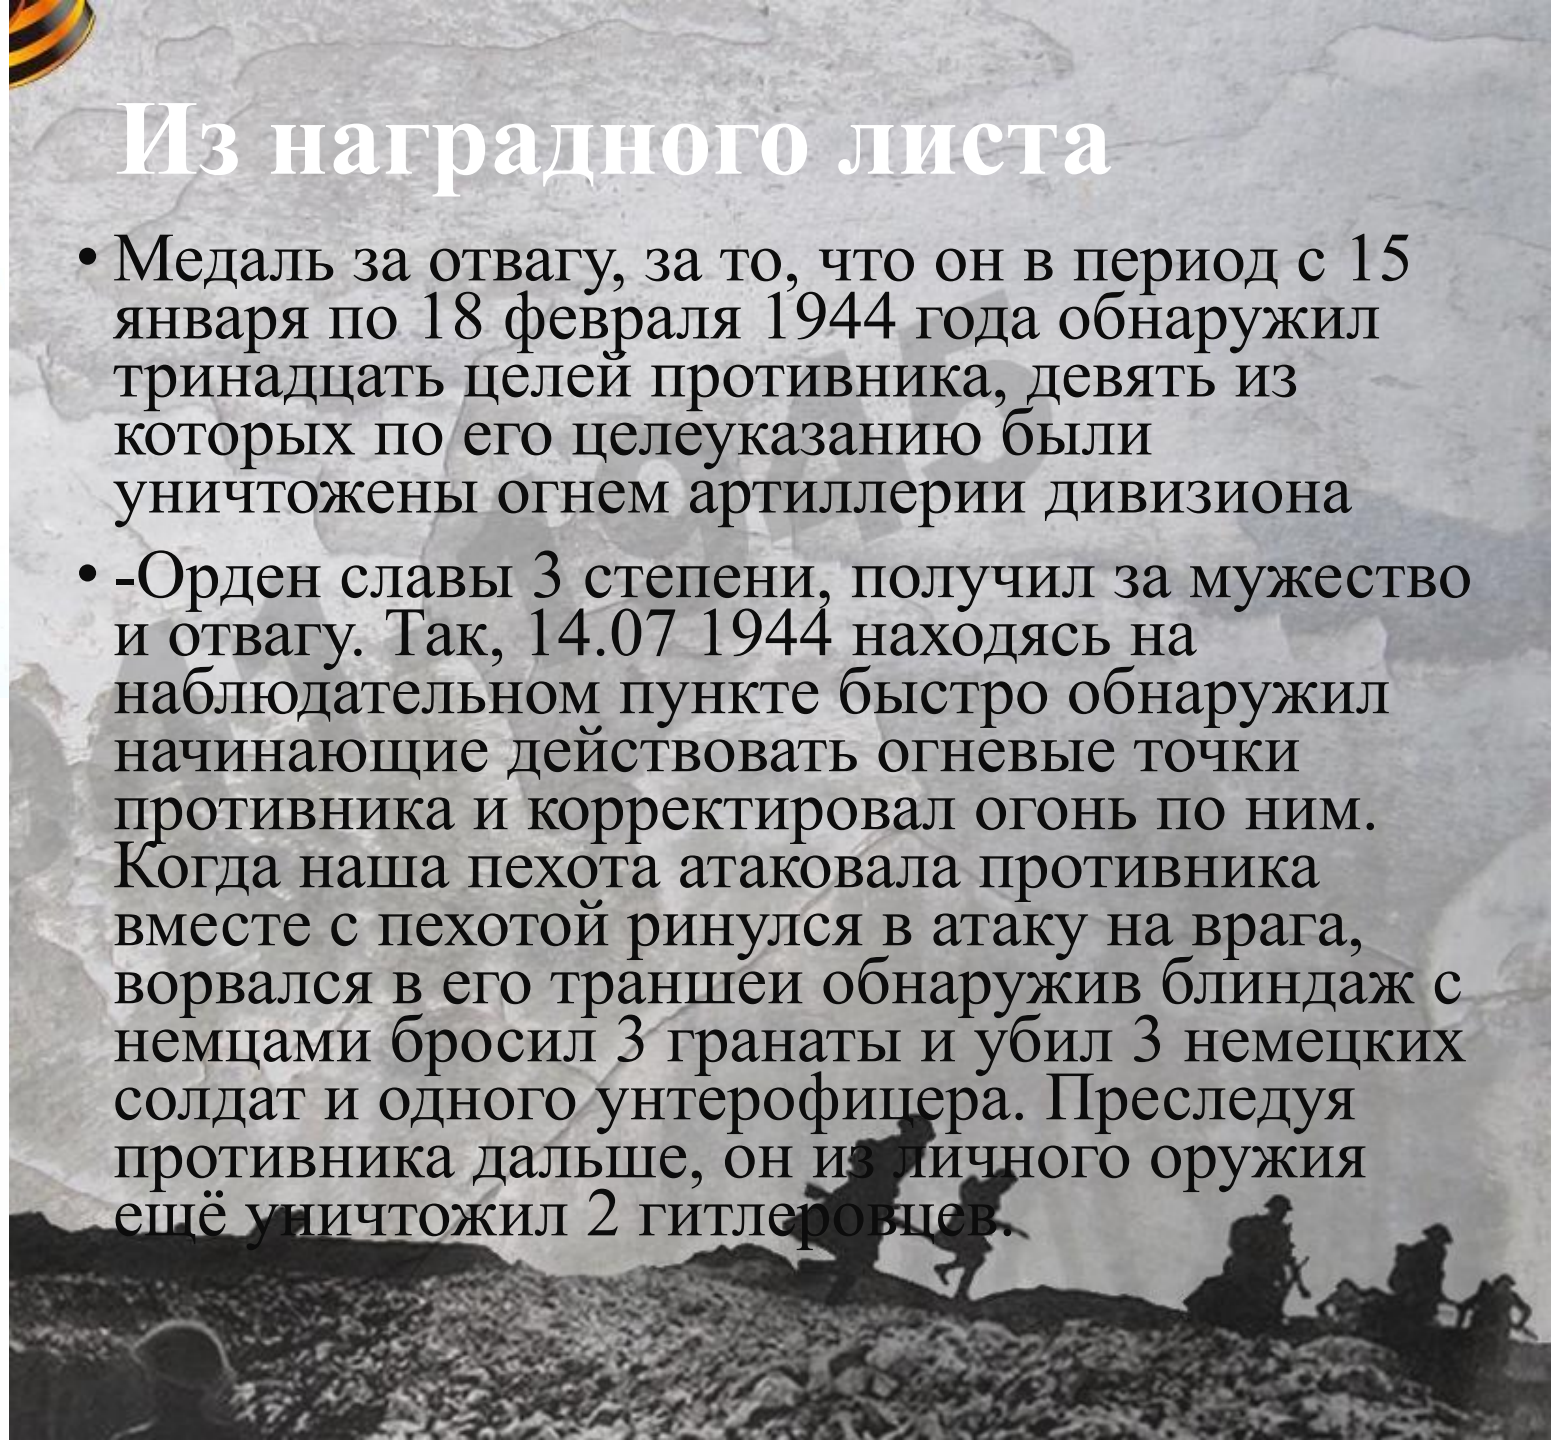 Из наградного листа
• Медаль за отвагу, за то, что он в период с 15
января по 18 февраля 1944 года обнаружил
тринадцать целей противника, девять из
которых по его целеуказанию были
уничтожены огнем артиллерии дивизиона
• -Орден славы 3 степени, получил за мужество
и отвагу. Так, 14.07 1944 находясь на
наблюдательном пункте быстро обнаружил
начинающие действовать огневые точки
противника и корректировал огонь по ним.
Когда наша пехота атаковала противника
вместе с пехотой ринулся в атаку на врага,
ворвался в его траншеи обнаружив блиндаж с
немцами бросил 3 гранаты и убил 3 немецких
солдат и одного унтерофицера. Преследуя
противника дальше, он из личного оружия
ещё уничтожил 2 гитлеровцев.